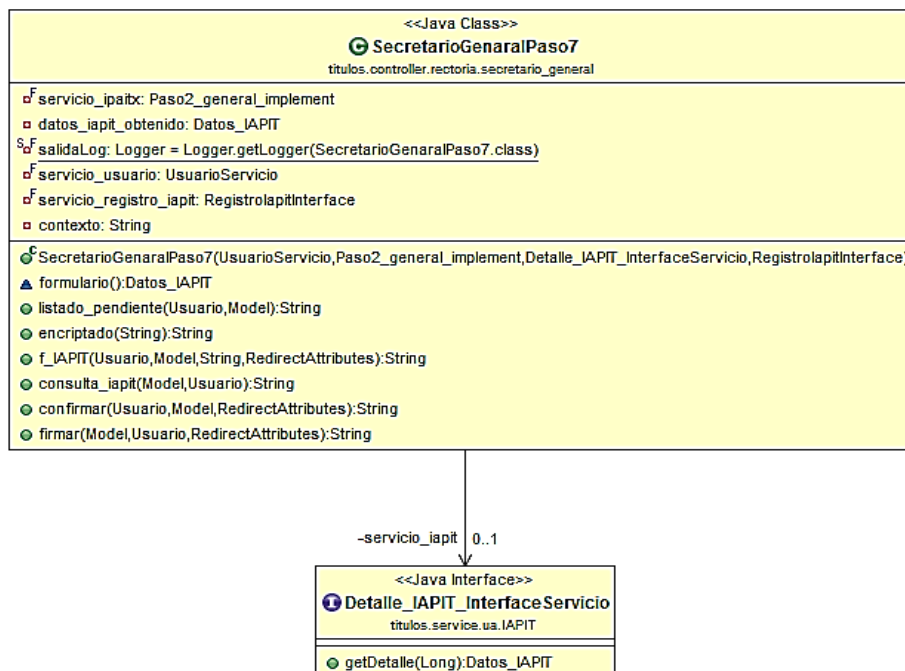 <<Java Class>>
C SecretarioGenaralPaso7
titulos.controller.rectoria.secretario_general
F servicio_ipaitx: Paso2_general_implement
datos_iapit_obtenido: Datos_IAPIT
S F salidaLog: Logger = Logger.getLogger(SecretarioGenaralPaso7.class)
F servicio_usuario: UsuarioServicio
F servicio_registro_iapit: RegistroIapitInterface
contexto: String
C SecretarioGenaralPaso7(UsuarioServicio,Paso2_general_implement,Detalle_IAPIT_InterfaceServicio,RegistroIapitInterface)
formulario():Datos_IAPIT
listado_pendiente(Usuario,Model):String
encriptado(String):String
f_IAPIT(Usuario,Model,String,RedirectAttributes):String
consulta_iapit(Model,Usuario):String
confirmar(Usuario,Model,RedirectAttributes):String
firmar(Model,Usuario,RedirectAttributes):String
-servicio_iapit 0..1
<<Java Interface>>
I Detalle_IAPIT_InterfaceServicio
titulos.service.ua.IAPIT
getDetalle(Long):Datos_IAPIT